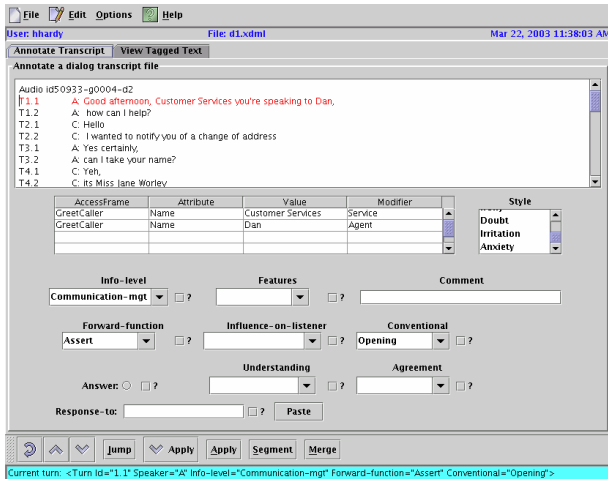 File Edit Options Help
User: hhardy File: d1.xdml Mar 22, 2003 11:38:03 AM
Annotate Transcript View Tagged Text
Annotate a dialog transcript file
Audio id50933-g0004-d2
T1.1 A: Good afternoon, Customer Services you're speaking to Dan,
T1.2 A: how can I help?
T2.1 C: Hello
T2.2 C: I wanted to notify you of a change of address
T3.1 A: Yes certainly,
T3.2 A: can I take your name?
T4.1 C: Yeh,
T4.2 C: its Miss Jane Worley
AccessFrame Attribute Value Modifier Style
GreetCaller Name Customer Services Service
GreetCaller Name Dan Agent
Doubt
Irritation
Anxiety
Info-level Features Comment
Communication-mgt ? ?
Forward-function Influence-on-listener Conventional
Assert ? ? Opening ?
Understanding Agreement
Answer: ? ? ?
Response-to: ? Paste
Jump Apply Apply Segment Merge
Current turn: <Turn Id="1.1" Speaker="A" Info-level="Communication-mgt" Forward-function="Assert" Conventional="Opening">